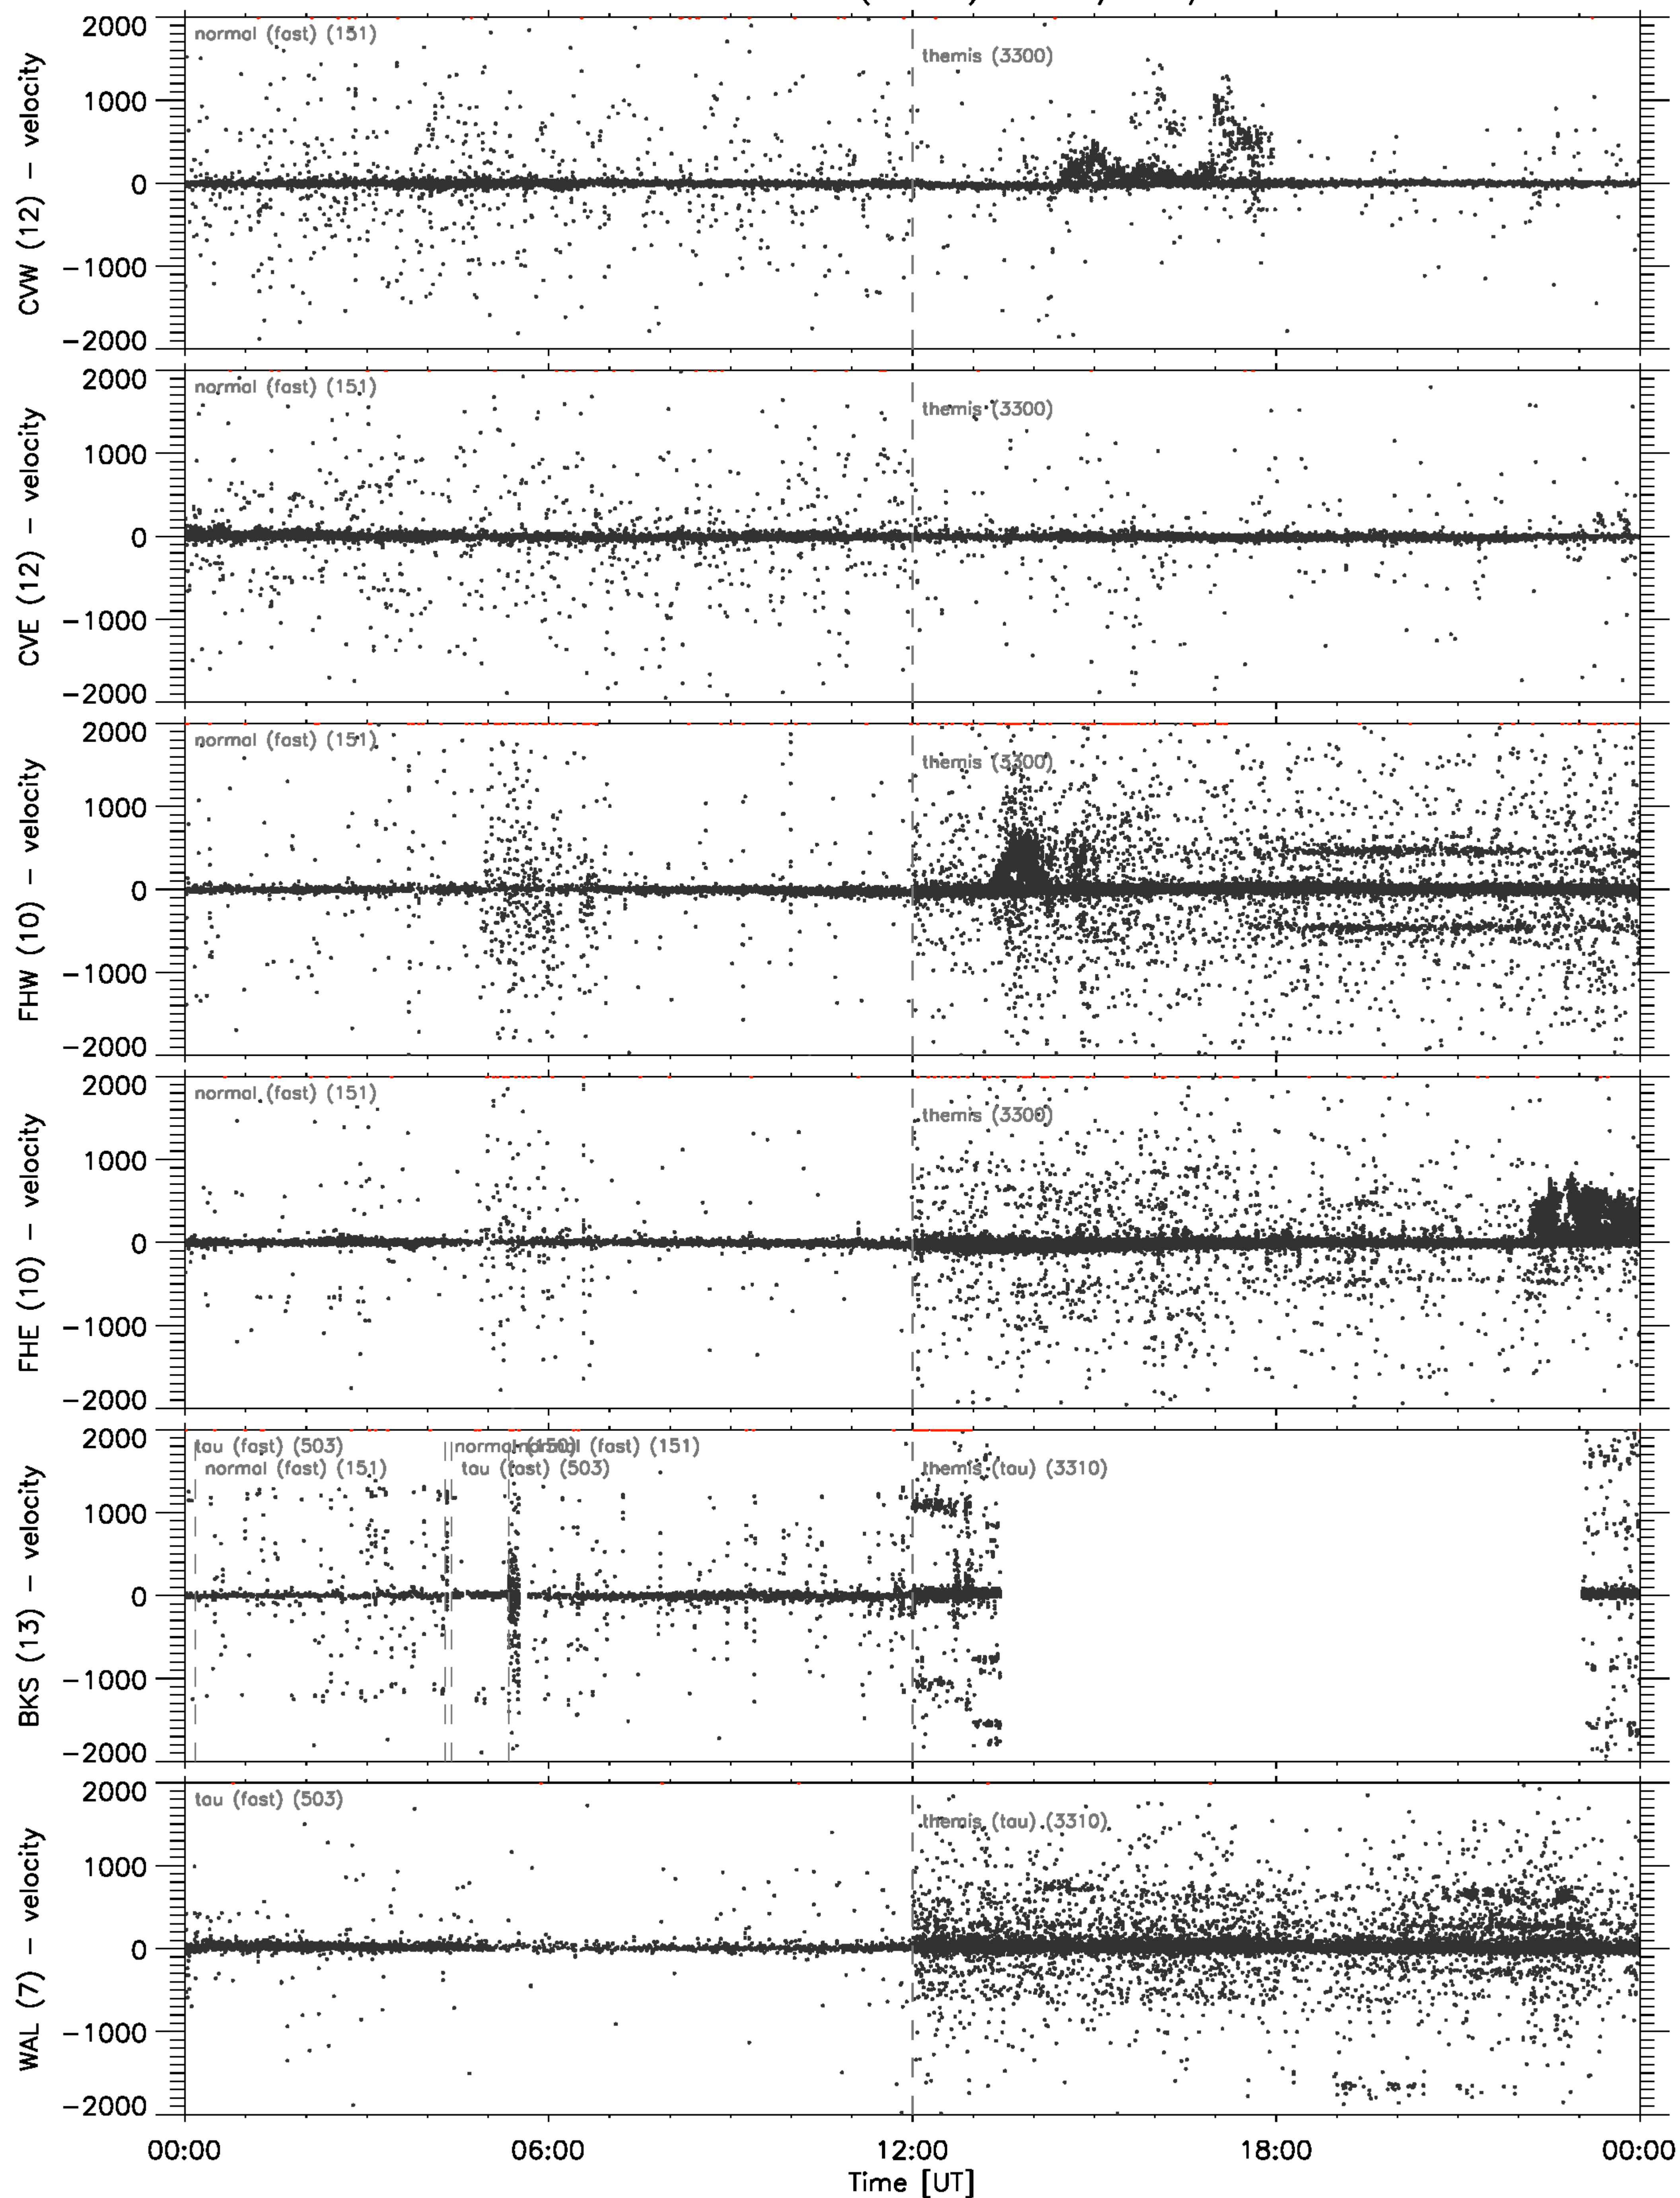 2000
normal (fast) (151)
themis (3300)
1000
0
−1000
−2000
CVW (12) − velocity
2000
normal (fast) (151)
themis (3300)
1000
0
−1000
−2000
CVE (12) − velocity
2000
normal (fast) (151)
themis (3300)
1000
0
−1000
−2000
FHW (10) − velocity
2000
normal (fast) (151)
themis (3300)
1000
0
−1000
−2000
FHE (10) − velocity
2000
tau (fast) (503)
normal (150)
normal (fast) (151)
normal (fast) (151)
tau (fast) (503)
themis (tau) (3310)
1000
0
−1000
−2000
BKS (13) − velocity
2000
tau (fast) (503)
themis (tau) (3310)
1000
0
−1000
−2000
WAL (7) − velocity
00:00 06:00 12:00 18:00 00:00
Time [UT]